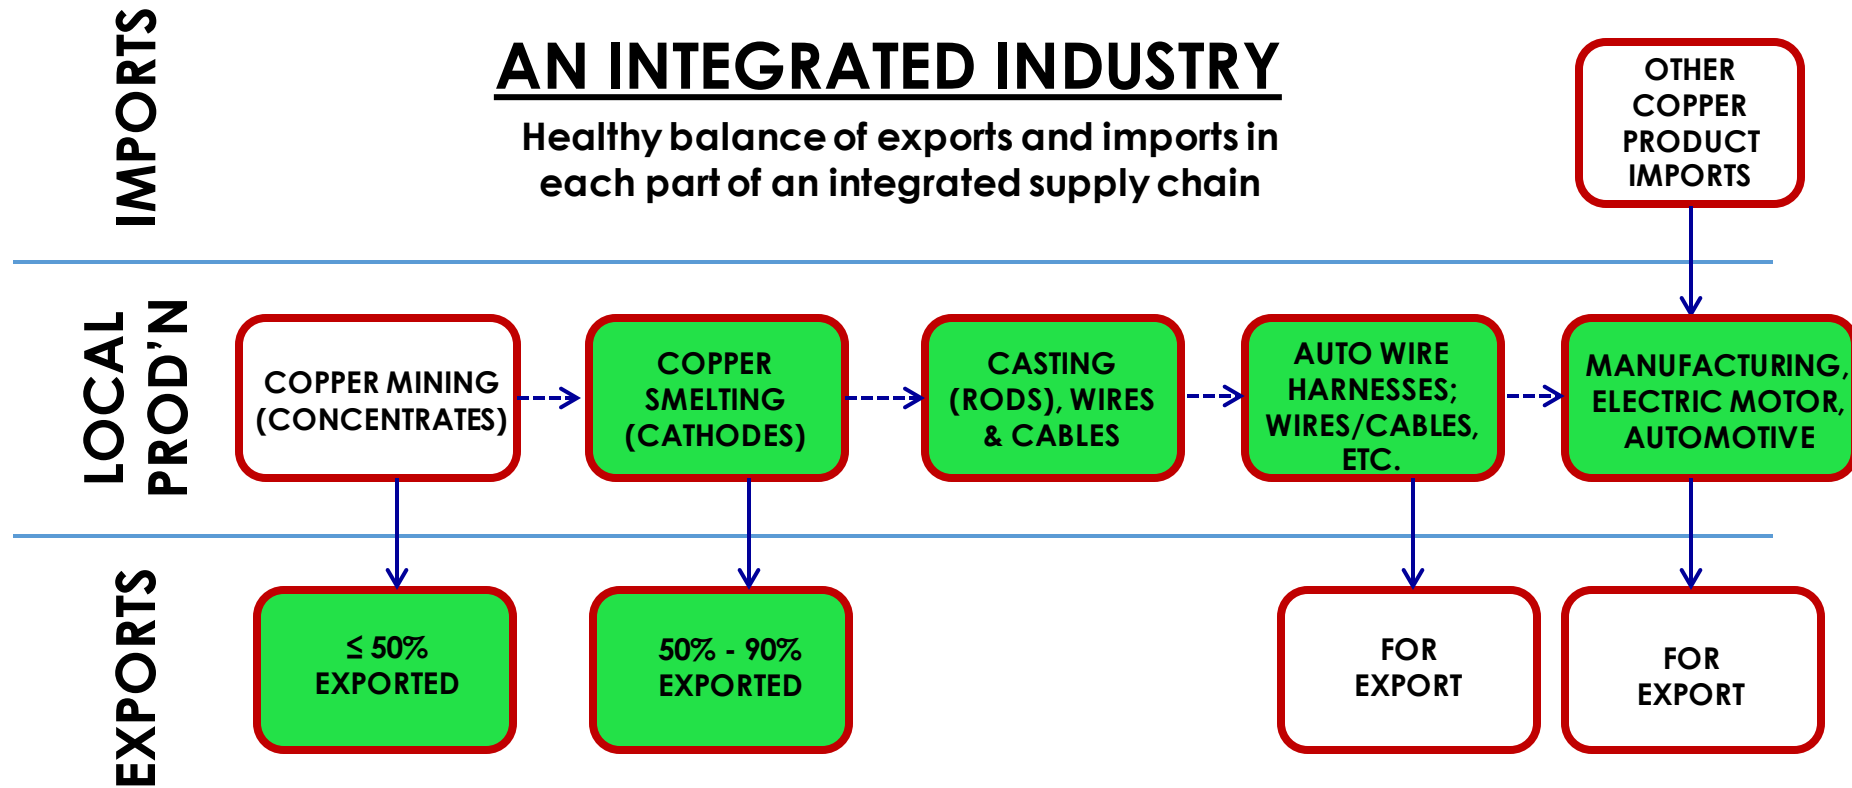 IMPORTS
AN INTEGRATED INDUSTRY
Healthy balance of exports and imports in
each part of an integrated supply chain
OTHER
COPPER
PRODUCT
IMPORTS
LOCAL
PROD’N
COPPER MINING
(CONCENTRATES)
COPPER
SMELTING
(CATHODES)
CASTING
(RODS), WIRES
& CABLES
AUTO WIRE
HARNESSES;
WIRES/CABLES,
ETC.
MANUFACTURING,
ELECTRIC MOTOR,
AUTOMOTIVE
EXPORTS
≤ 50%
EXPORTED
50% - 90%
EXPORTED
FOR
EXPORT
FOR
EXPORT